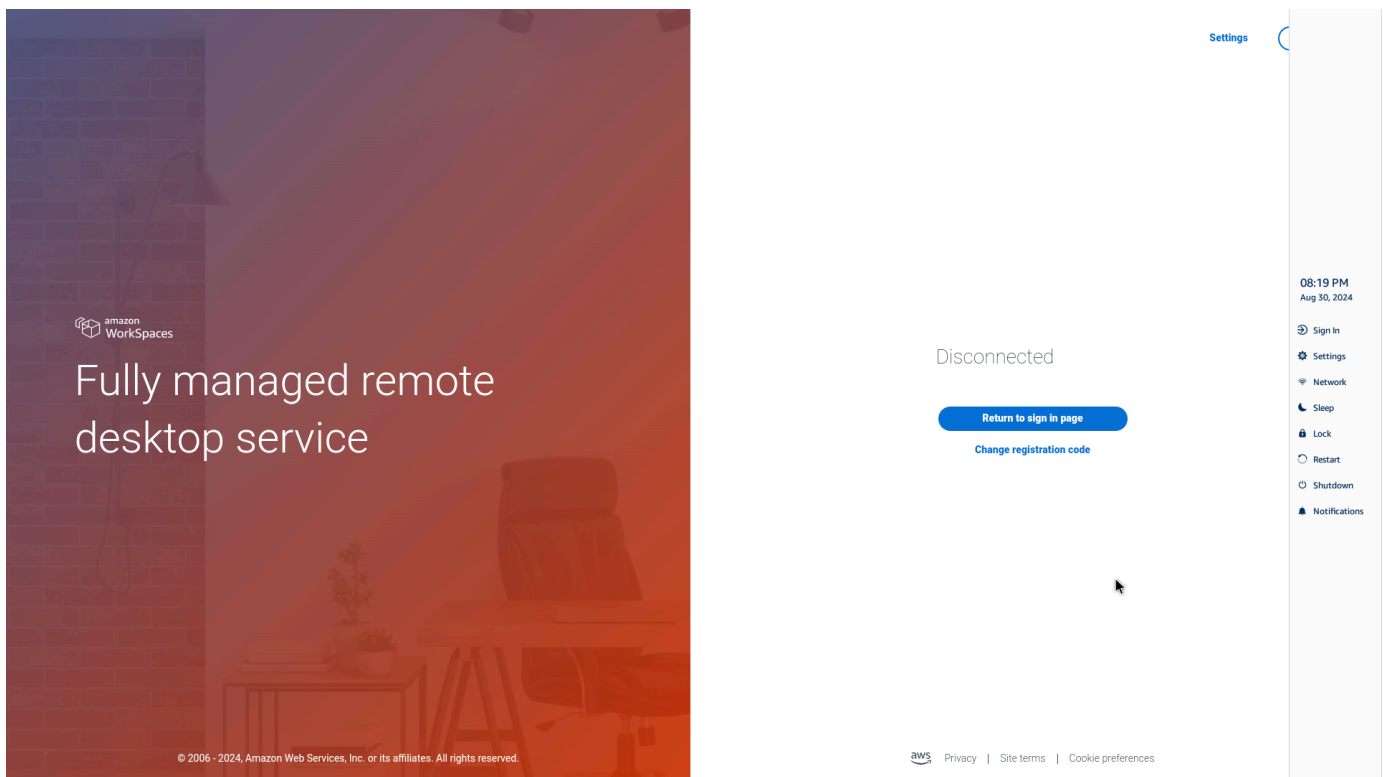 amazon
WorkSpaces
Fully managed remote
desktop service
© 2006 - 2024, Amazon Web Services, Inc. or its affiliates. All rights reserved.
Settings
Disconnected
Return to sign in page
Change registration code
aws Privacy | Site terms | Cookie preferences
08:19 PM
Aug 30, 2024
Sign In
Settings
Network
Sleep
Lock
Restart
Shutdown
Notifications